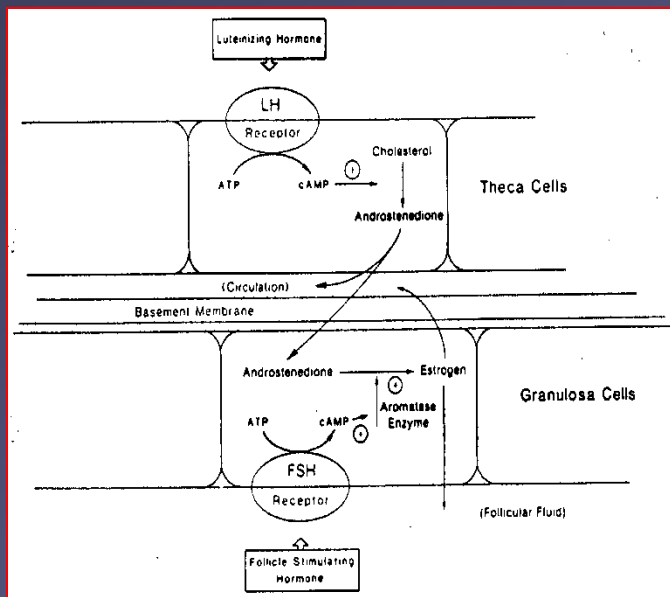 Luteinizing Hormone
LH
Receptor
ATP
cAMP
+
Cholesterol
Androstenedione
Theca Cells
(Circulation)
Basement Membrane
Androstenedione
Estrogen
+
Aromatase
Enzyme
Granulosa Cells
ATP
cAMP
+
FSH
Receptor
(Follicular Fluid)
Follicle Stimulating
Hormone